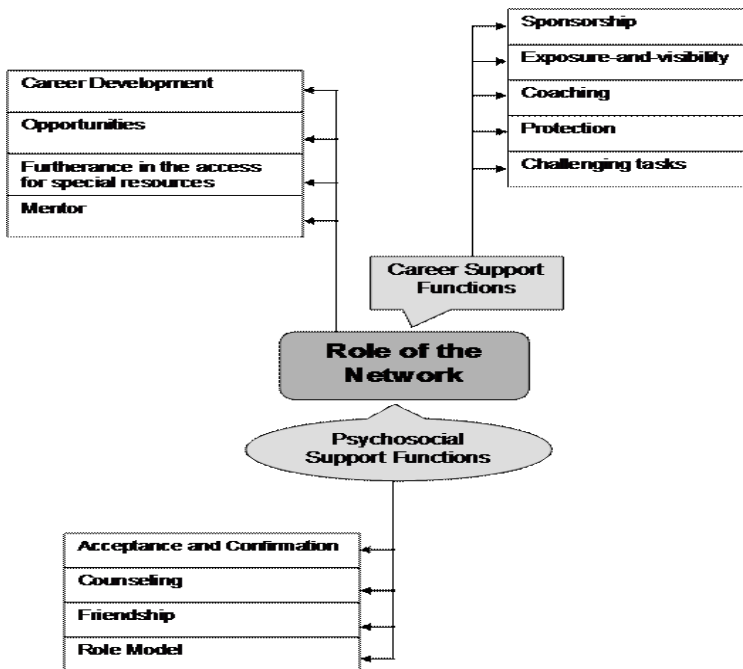 Sponsorship
Exposure-and-visibility
Coaching
Protection
Challenging tasks
Career Development
Opportunities
Furtherance in the access
for special resources
Mentor
Career Support
Functions
Role of the
Network
Psychosocial
Support Functions
Acceptance and Confirmation
Counseling
Friendship
Role Model